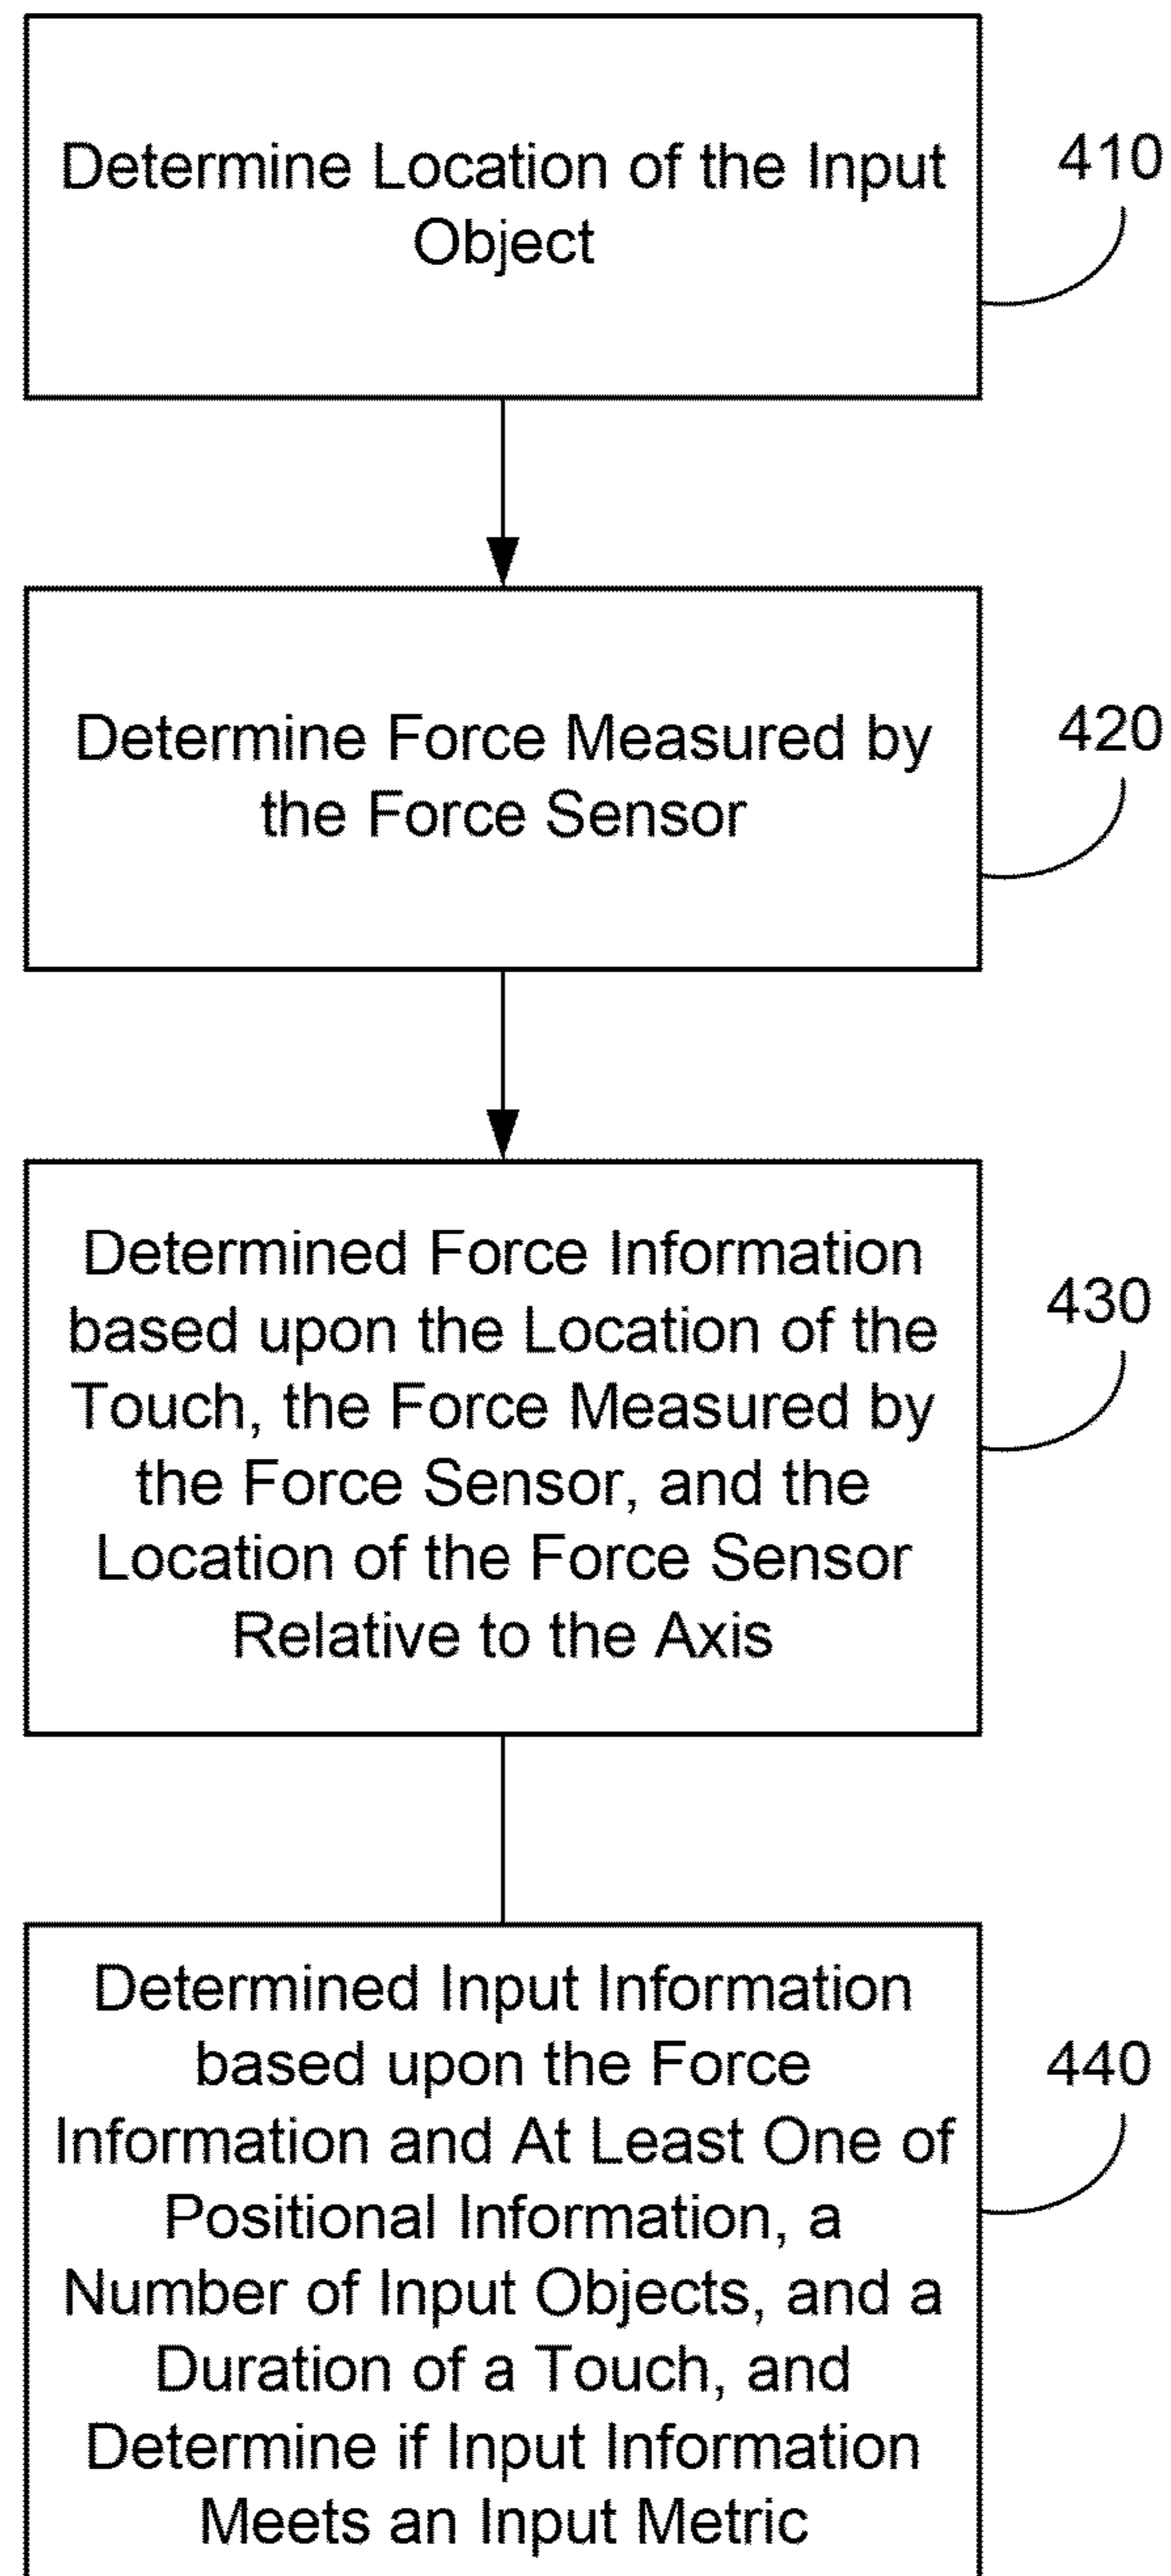 Determine Location of the Input
Object
410
Determine Force Measured by
the Force Sensor
420
Determined Force Information
based upon the Location of the
Touch, the Force Measured by
the Force Sensor, and the
Location of the Force Sensor
Relative to the Axis
430
Determined Input Information
based upon the Force
Information and At Least One of
Positional Information, a
Number of Input Objects, and a
Duration of a Touch, and
Determine if Input Information
Meets an Input Metric
440